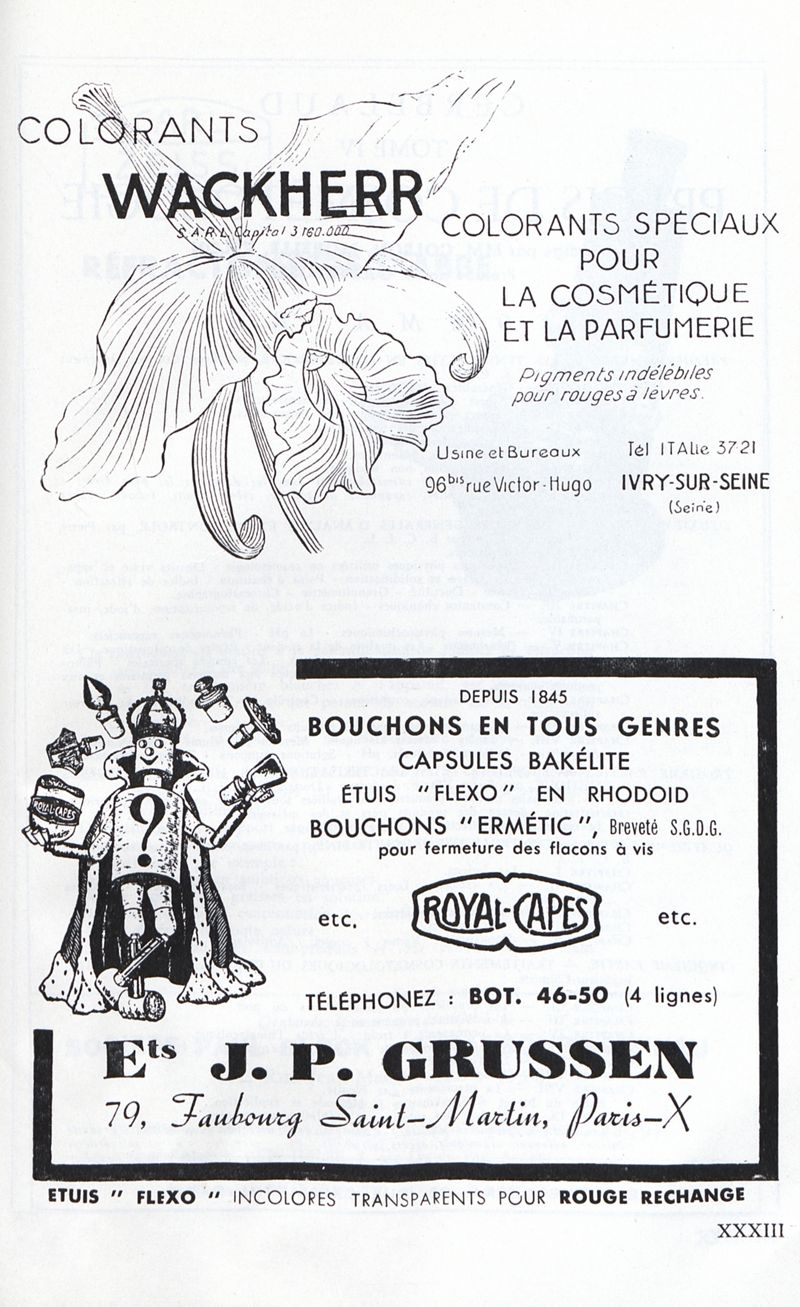 COLORANTS
WACKHERR
S.A.R.L. Capital 3.160.000
COLORANTS SPÉCIAUX
POUR
LA COSMÉTIQUE
ET LA PARFUMERIE
Pigments indélébiles
pour rouges à lèvres.
Usine et Bureaux
96bis rue Victor-Hugo
Tél ITAlie 37 21
IVRY-SUR-SEINE
(Seine)
DEPUIS 1845
BOUCHONS EN TOUS GENRES
CAPSULES BAKÉLITE
ÉTUIS "FLEXO" EN RHODOID
BOUCHONS "ERMÉTIC", Breveté S.G.D.G.
pour fermeture des flacons à vis
etc. ROYAL-CAPES etc.
TÉLÉPHONEZ : BOT. 46-50 (4 lignes)
ROYAL-CAPES
?
Ets J. P. GRUSSEN
79, Faubourg Saint-Martin, Paris-X
ETUIS " FLEXO " INCOLORES TRANSPARENTS POUR ROUGE RECHANGE
XXXIII